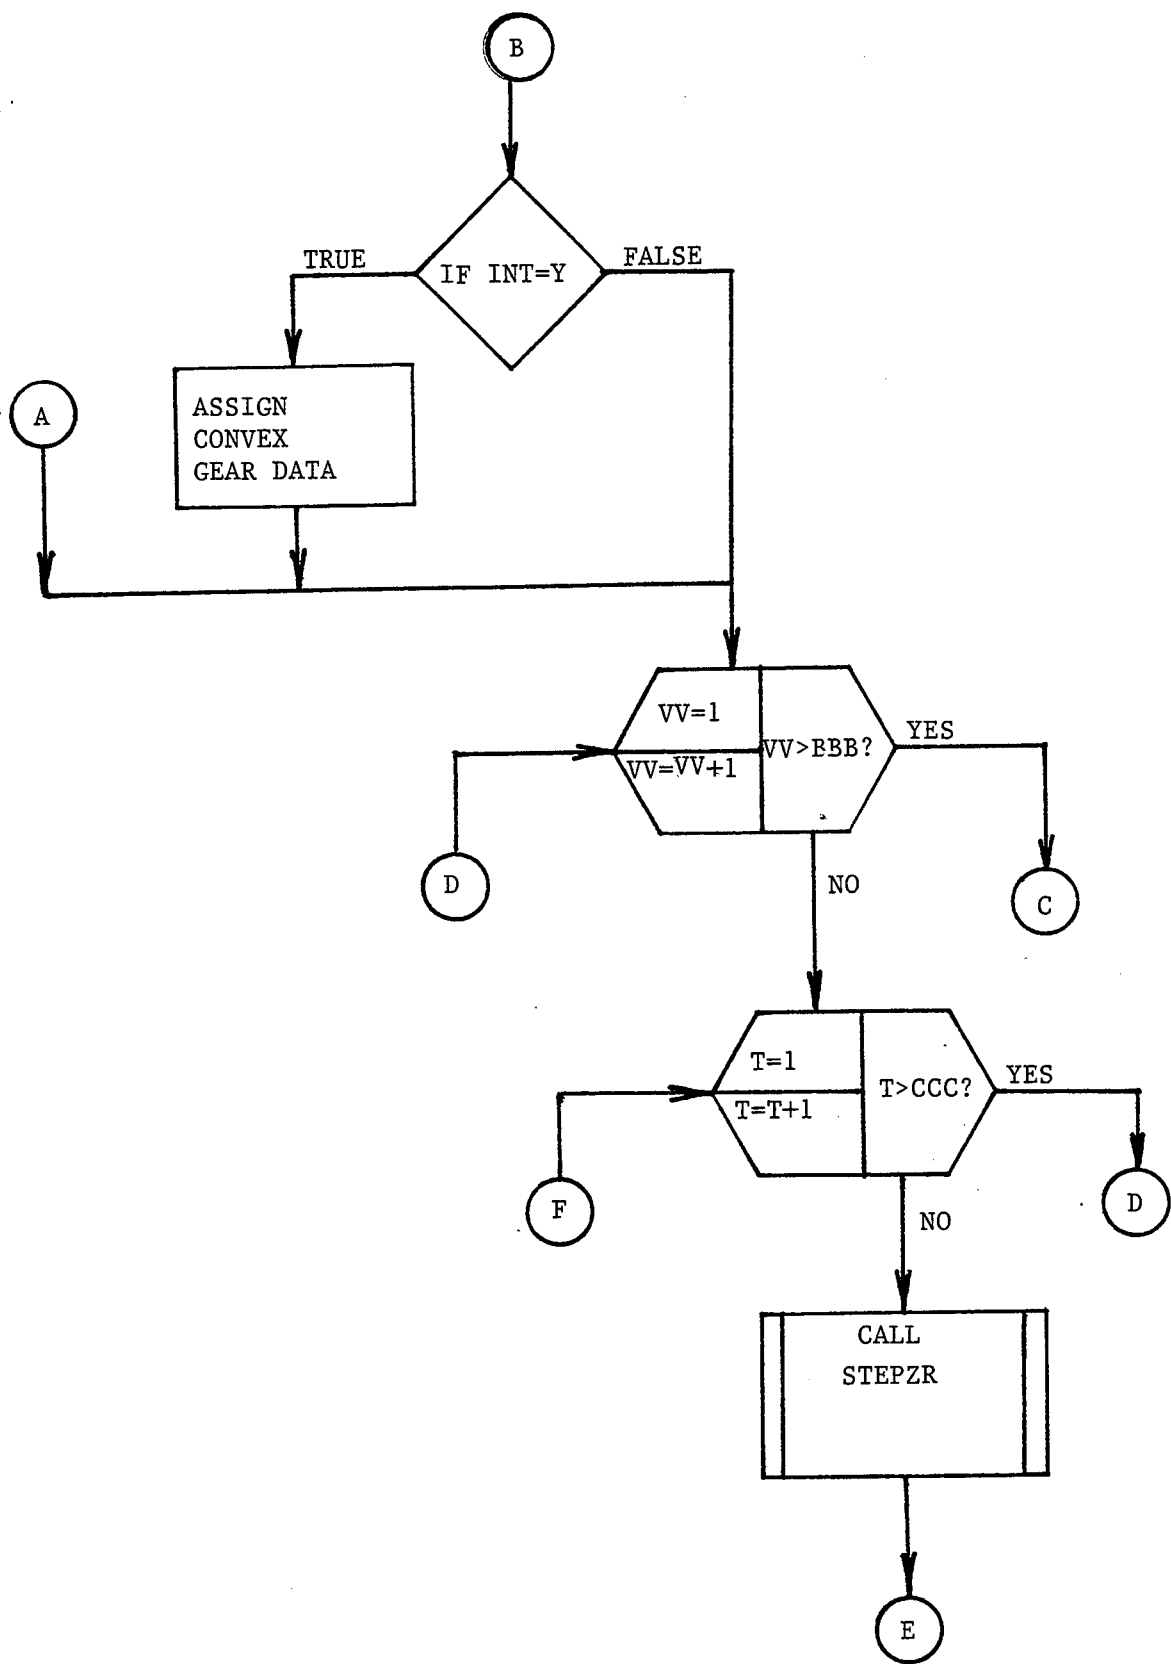 B
TRUE
IF INT=Y
FALSE
A
ASSIGN
CONVEX
GEAR DATA
VV=1
VV=VV+1
VV>BBB?
YES
D
NO
C
T=1
T=T+1
T>CCC?
YES
F
NO
D
CALL
STEPZR
E